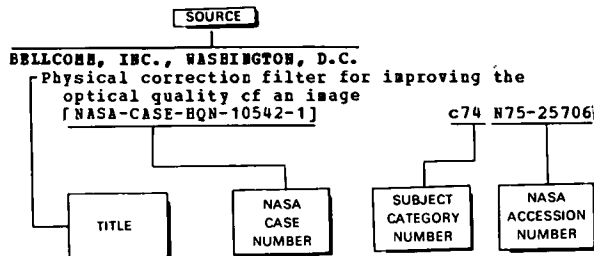 SOURCE
BELLCOMM, INC., WASHINGTON, D.C.
Physical correction filter for improving the
optical quality cf an image
[NASA-CASE-HQN-10542-1] c74 N75-25706
TITLE
NASA
CASE
NUMBER
SUBJECT
CATEGORY
NUMBER
NASA
ACCESSION
NUMBER